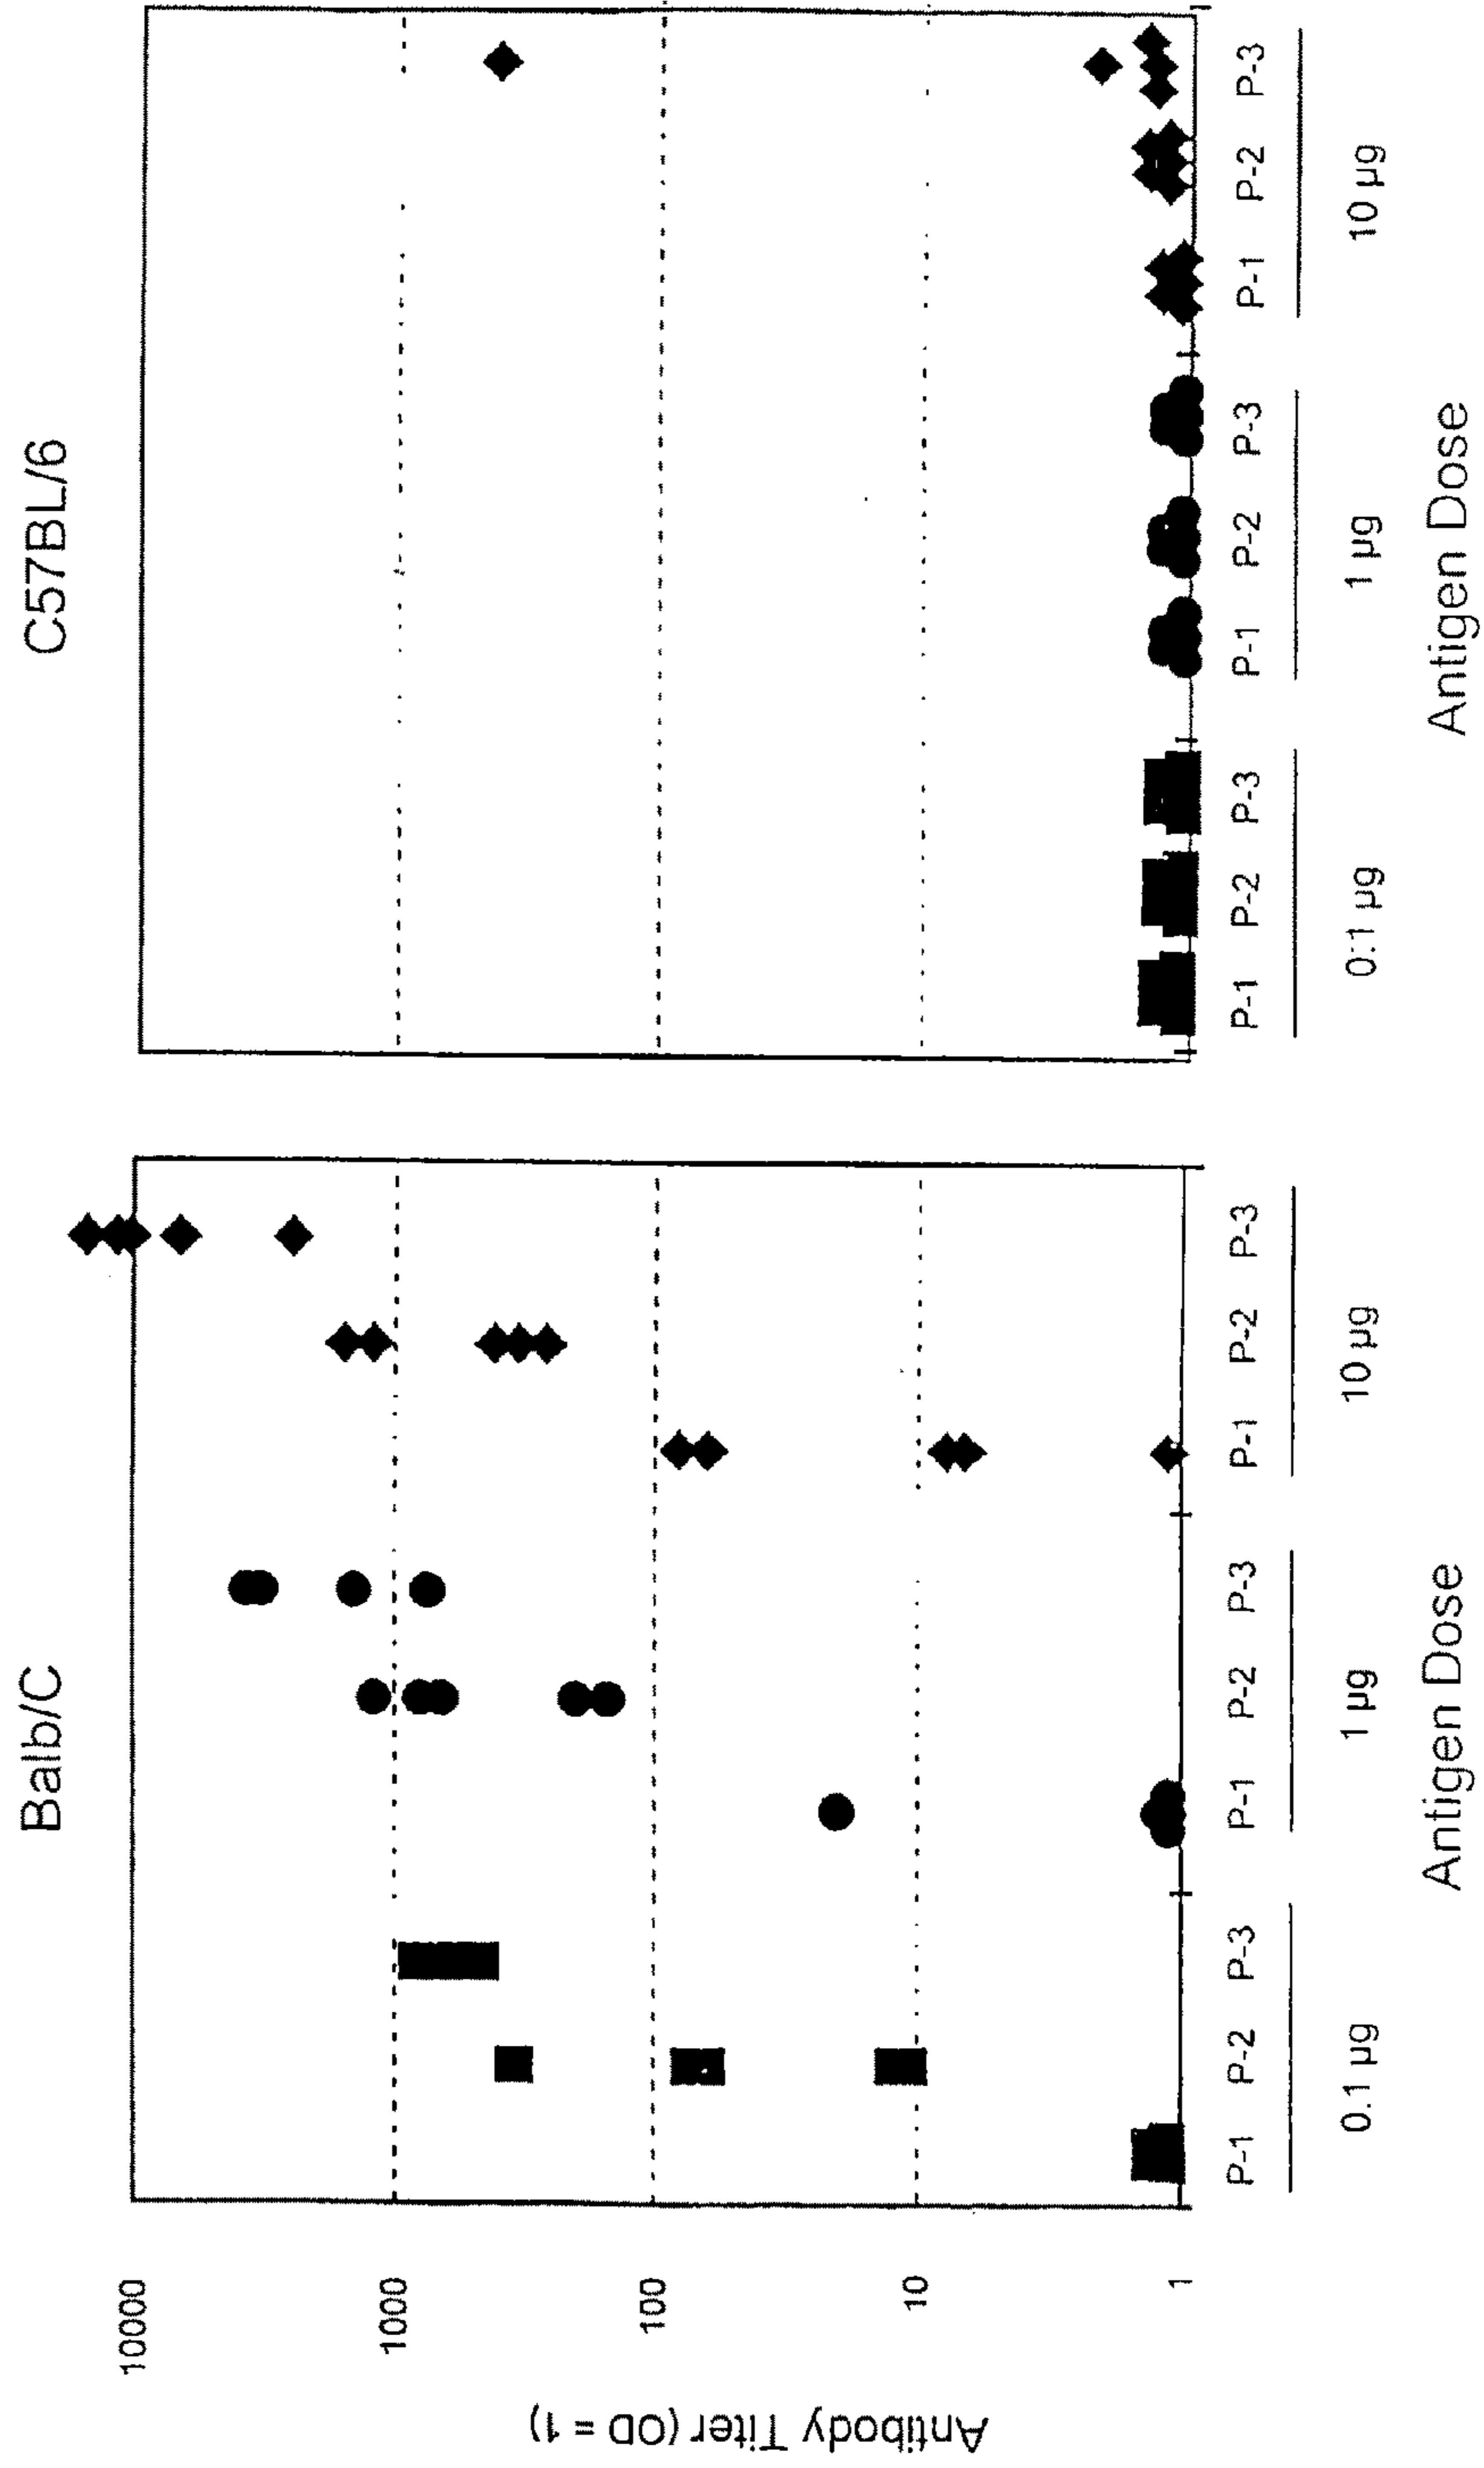 Balb/C
C57BL/6
Antibody Titer (OD = 1)
10000
1000
100
10
1
P-1 P-2 P-3 P-1 P-2 P-3 P-1 P-2 P-3
0.1 µg 1 µg 10 µg
Antigen Dose
P-1 P-2 P-3 P-1 P-2 P-3 P-1 P-2 P-3
0.1 µg 1 µg 10 µg
Antigen Dose